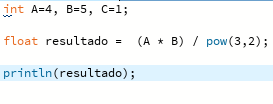 int A=4, B=5, C=1;
float resultado =  (A * B) / pow(3,2);
println(resultado);